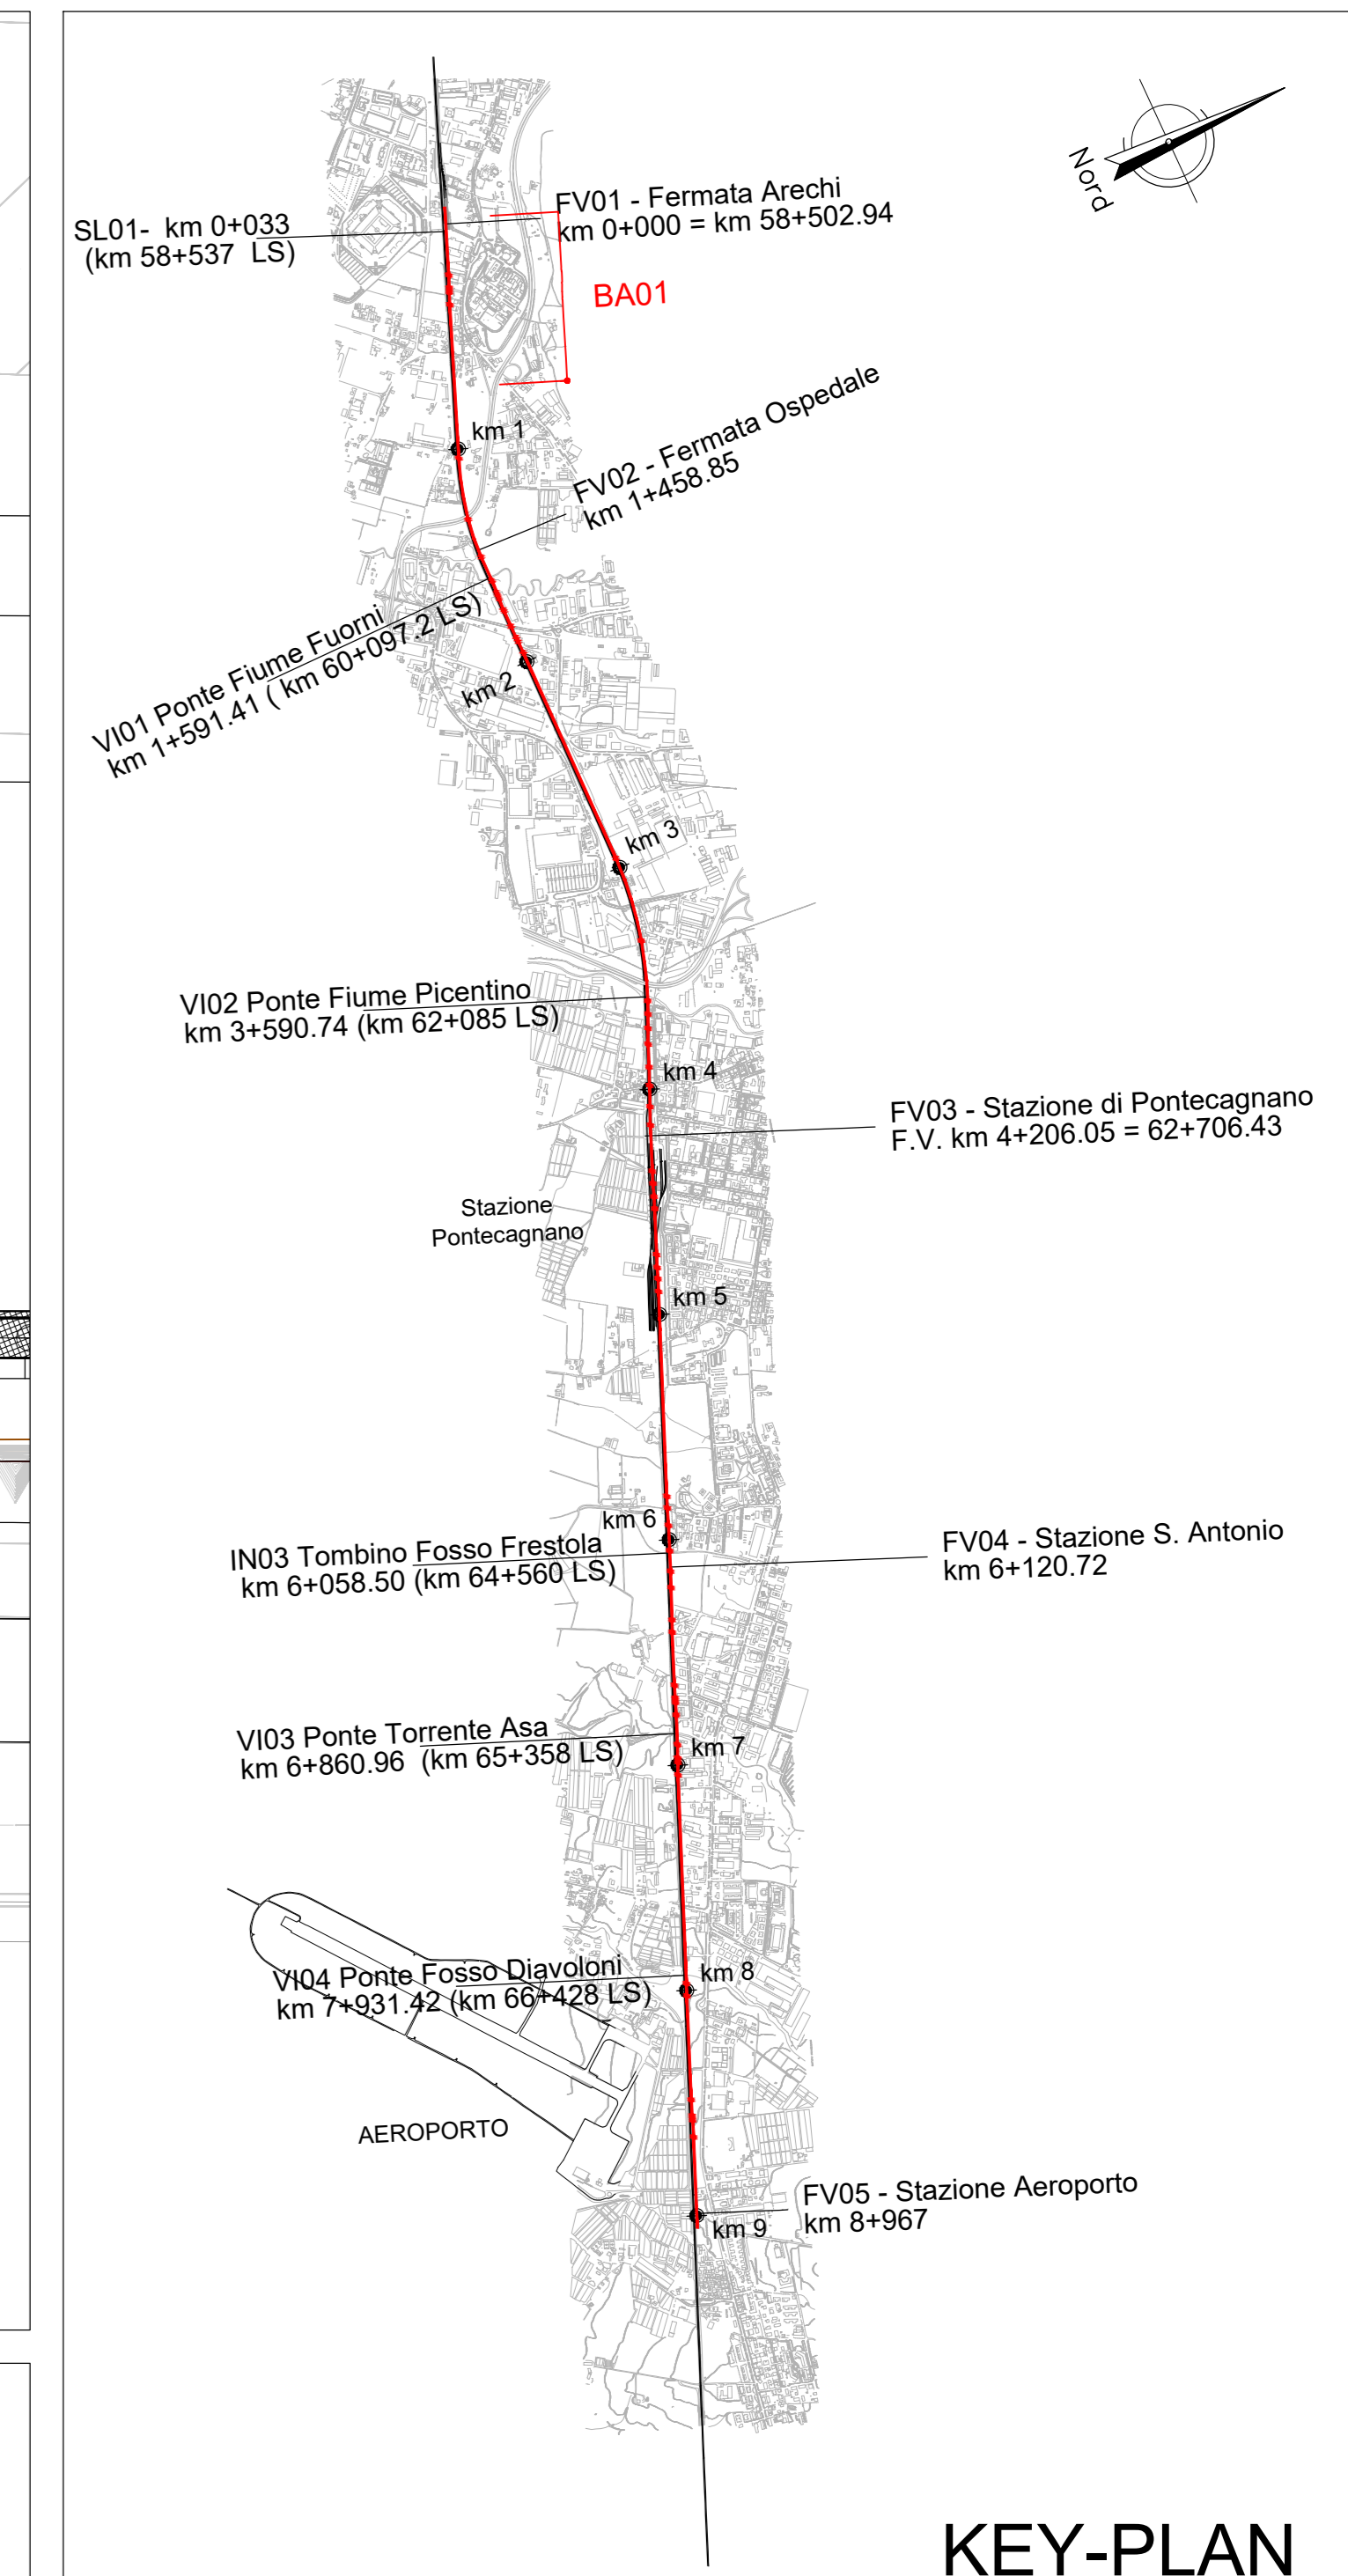 Nord
SL01- km 0+033
(km 58+537 LS)
FV01 - Fermata Arechi
km 0+000 = km 58+502.94
BA01
km 1
FV02 - Fermata Ospedale
km 1+458.85
VI01 Ponte Fiume Fuorni
km 1+591.41 ( km 60+097.2 LS)
km 2
km 3
VI02 Ponte Fiume Picentino
km 3+590.74 (km 62+085 LS)
km 4
FV03 - Stazione di Pontecagnano
F.V. km 4+206.05 = 62+706.43
Stazione
Pontecagnano
km 5
km 6
IN03 Tombino Fosso Frestola
km 6+058.50 (km 64+560 LS)
FV04 - Stazione S. Antonio
km 6+120.72
VI03 Ponte Torrente Asa
km 6+860.96 (km 65+358 LS)
km 7
VI04 Ponte Fosso Diavoloni
km 7+931.42 (km 66+428 LS)
km 8
AEROPORTO
FV05 - Stazione Aeroporto
km 8+967
km 9
KEY-PLAN